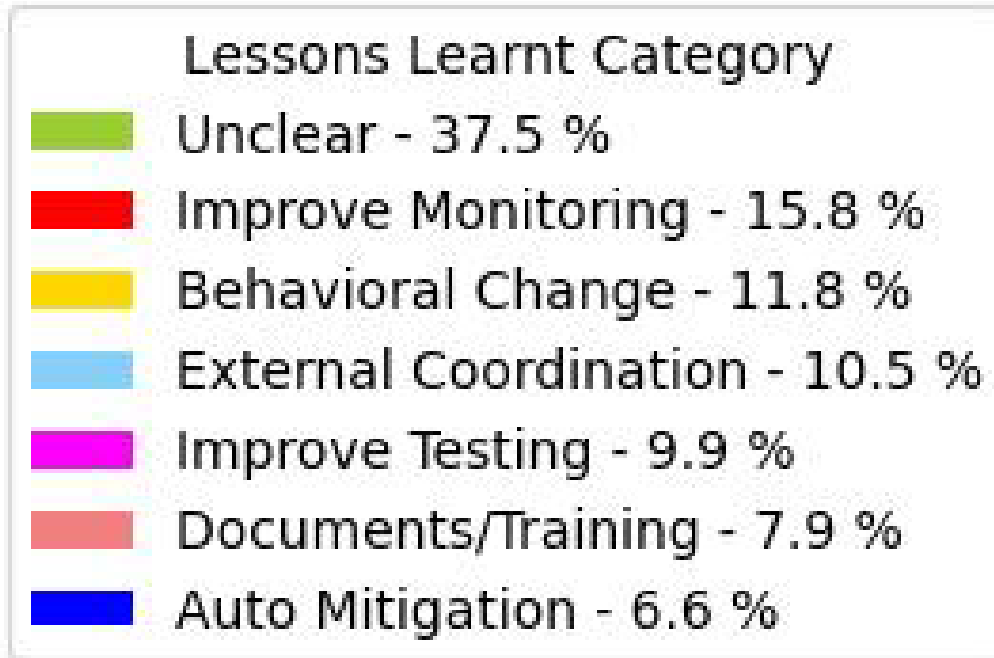 Lessons Learnt Category
Unclear - 37.5 %
Improve Monitoring - 15.8 %
Behavioral Change - 11.8 %
External Coordination - 10.5 %
Improve Testing - 9.9 %
Documents/Training - 7.9 %
Auto Mitigation - 6.6 %